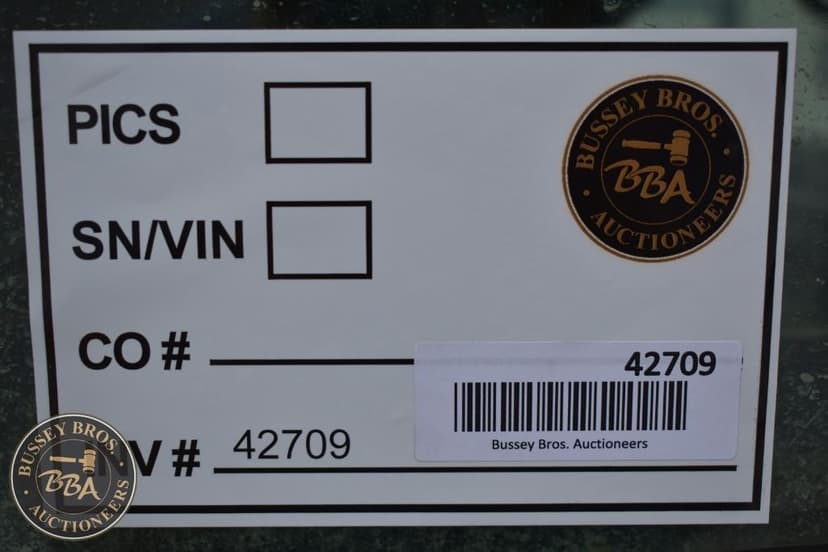 PICS
BUSSEY BROS.
BBA
AUCTIONEERS
SN/VIN
CO #
42709
Bussey Bros. Auctioneers
V # 42709
BUSSEY BROS.
BBA
AUCTIONEERS